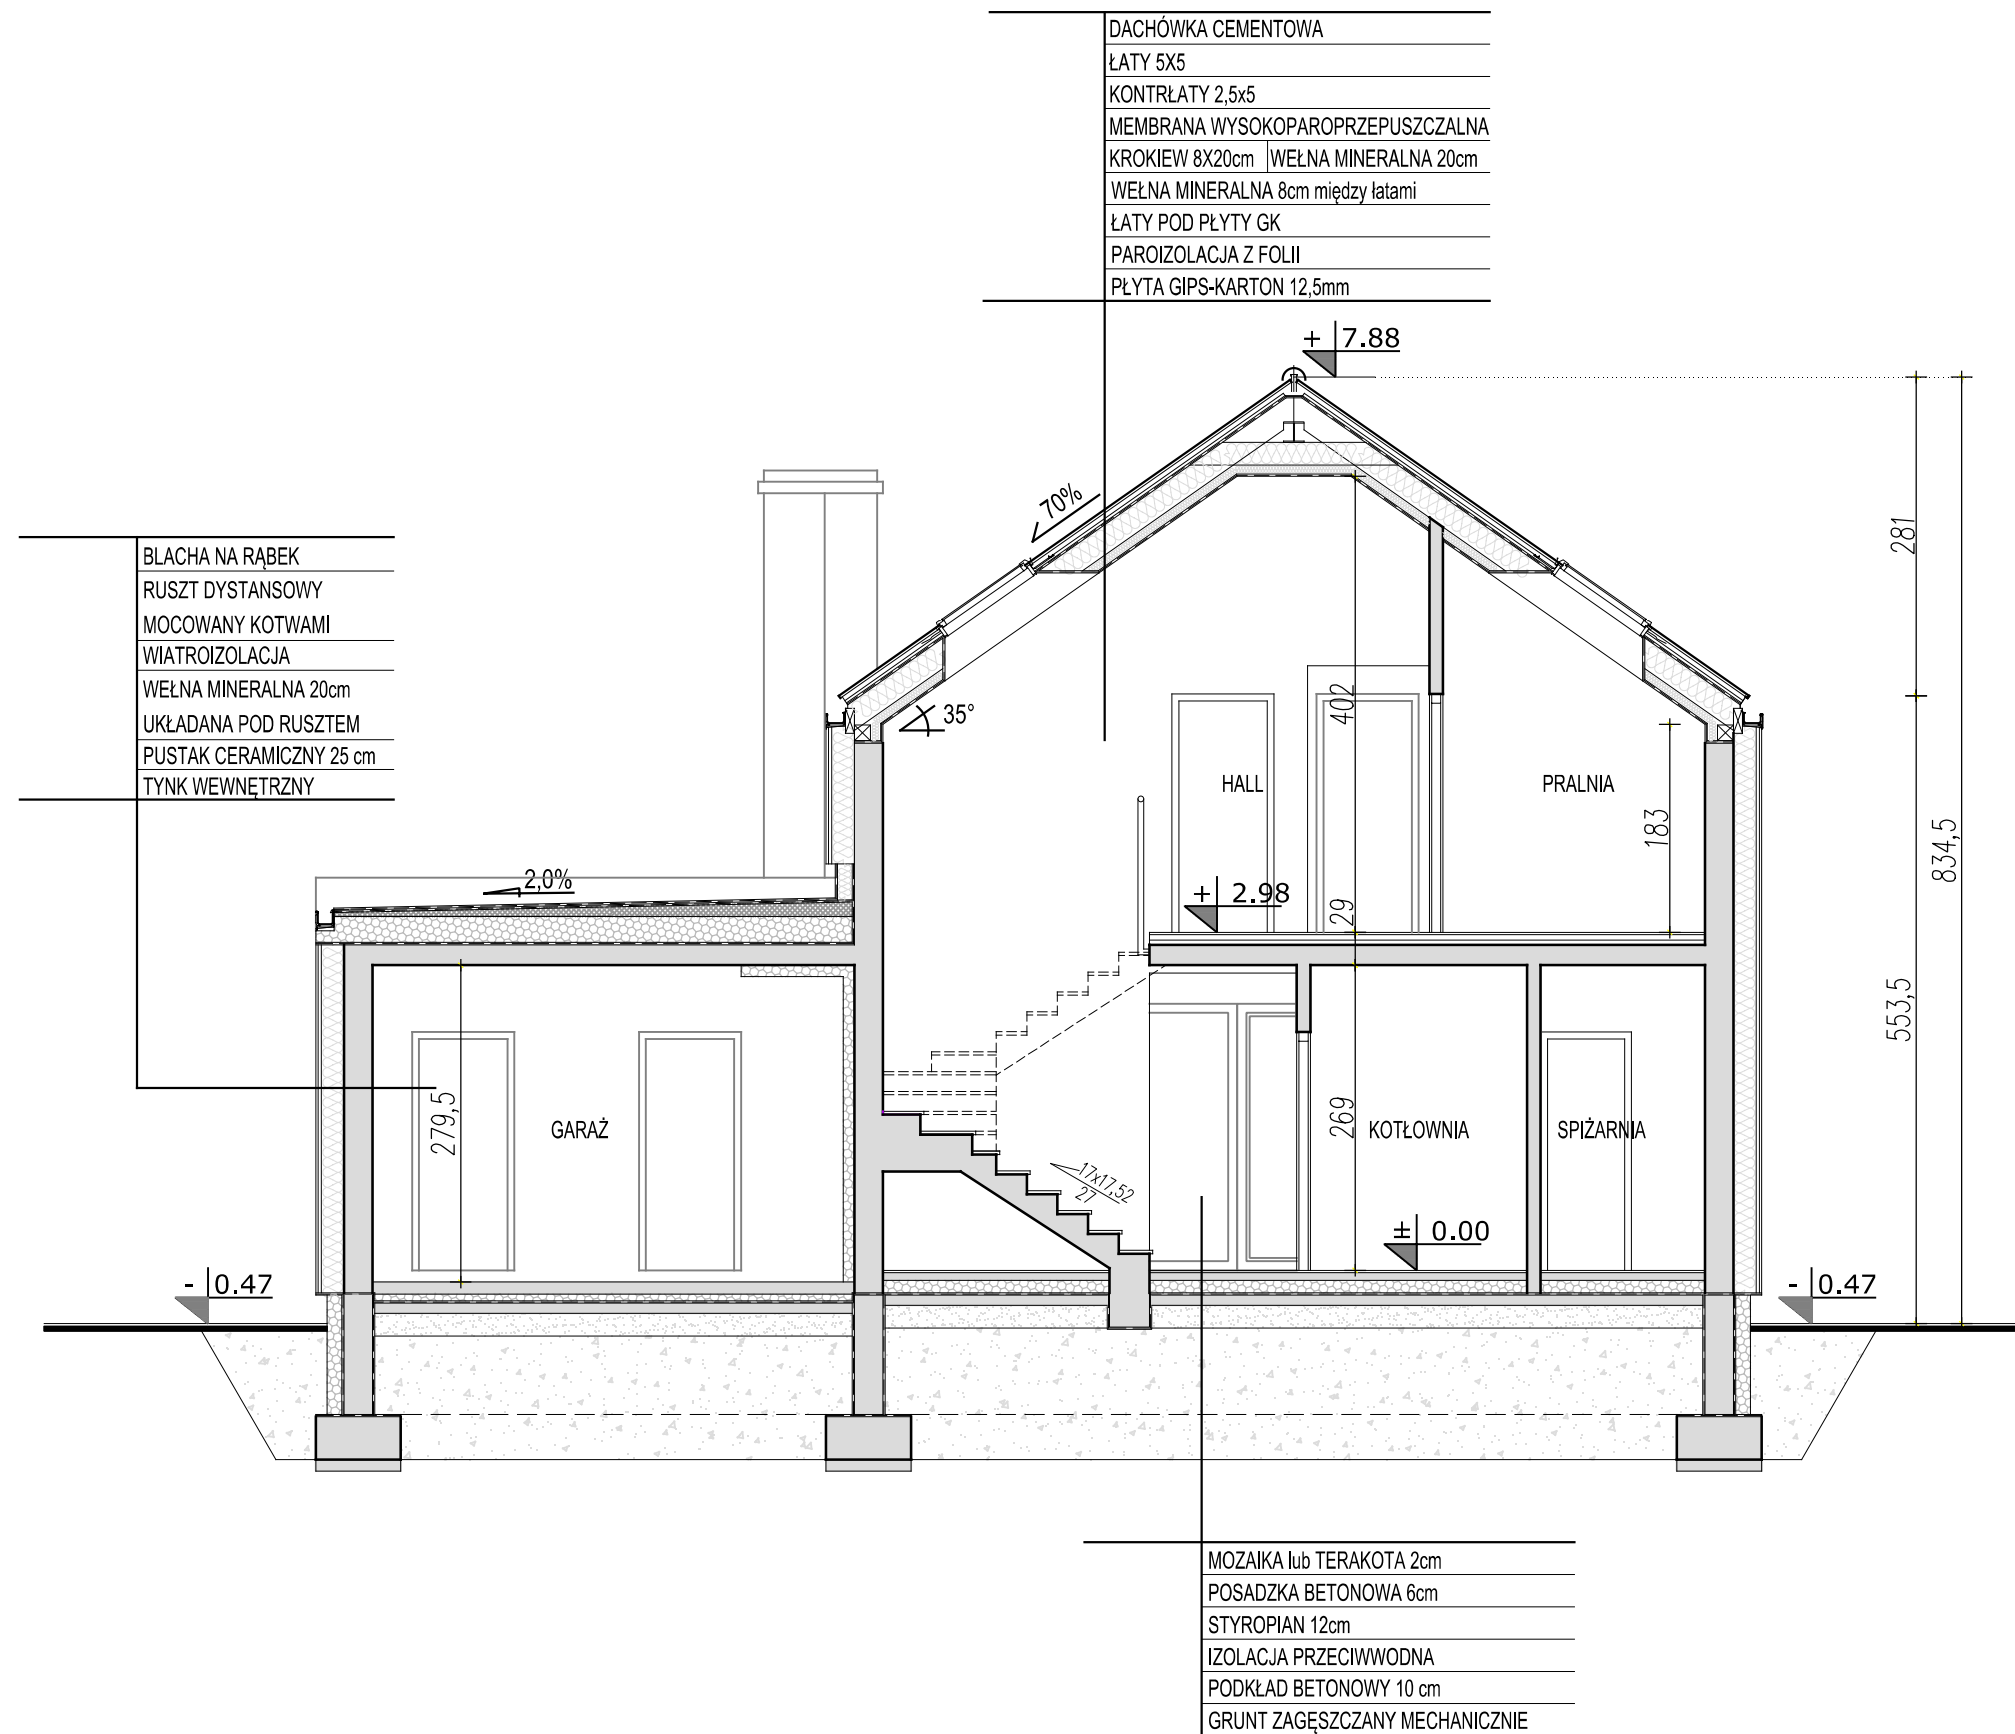 DACHÓWKA CEMENTOWA
ŁATY 5X5
KONTRŁATY 2,5x5
MEMBRANA WYSOKOPAROPRZEPUSZCZALNA
KROKIEW 8X20cm WEŁNA MINERALNA 20cm
WEŁNA MINERALNA 8cm między łatami
ŁATY POD PŁYTY GK
PAROIZOLACJA Z FOLII
PŁYTA GIPS-KARTON 12,5mm
+ 7.88
70%
281
BLACHA NA RĄBEK
RUSZT DYSTANSOWY
MOCOWANY KOTWAMI
WIATROIZOLACJA
WEŁNA MINERALNA 20cm
UKŁADANA POD RUSZTEM
PUSTAK CERAMICZNY 25 cm
TYNK WEWNĘTRZNY
35°
402
HALL
PRALNIA
183
834,5
2,0%
+ 2.98
29
553,5
279,5
GARAŻ
269
KOTŁOWNIA
SPIŻARNIA
17x17,52
27
± 0.00
- 0.47
- 0.47
MOZAIKA lub TERAKOTA 2cm
POSADZKA BETONOWA 6cm
STYROPIAN 12cm
IZOLACJA PRZECIWWODNA
PODKŁAD BETONOWY 10 cm
GRUNT ZAGĘSZCZANY MECHANICZNIE